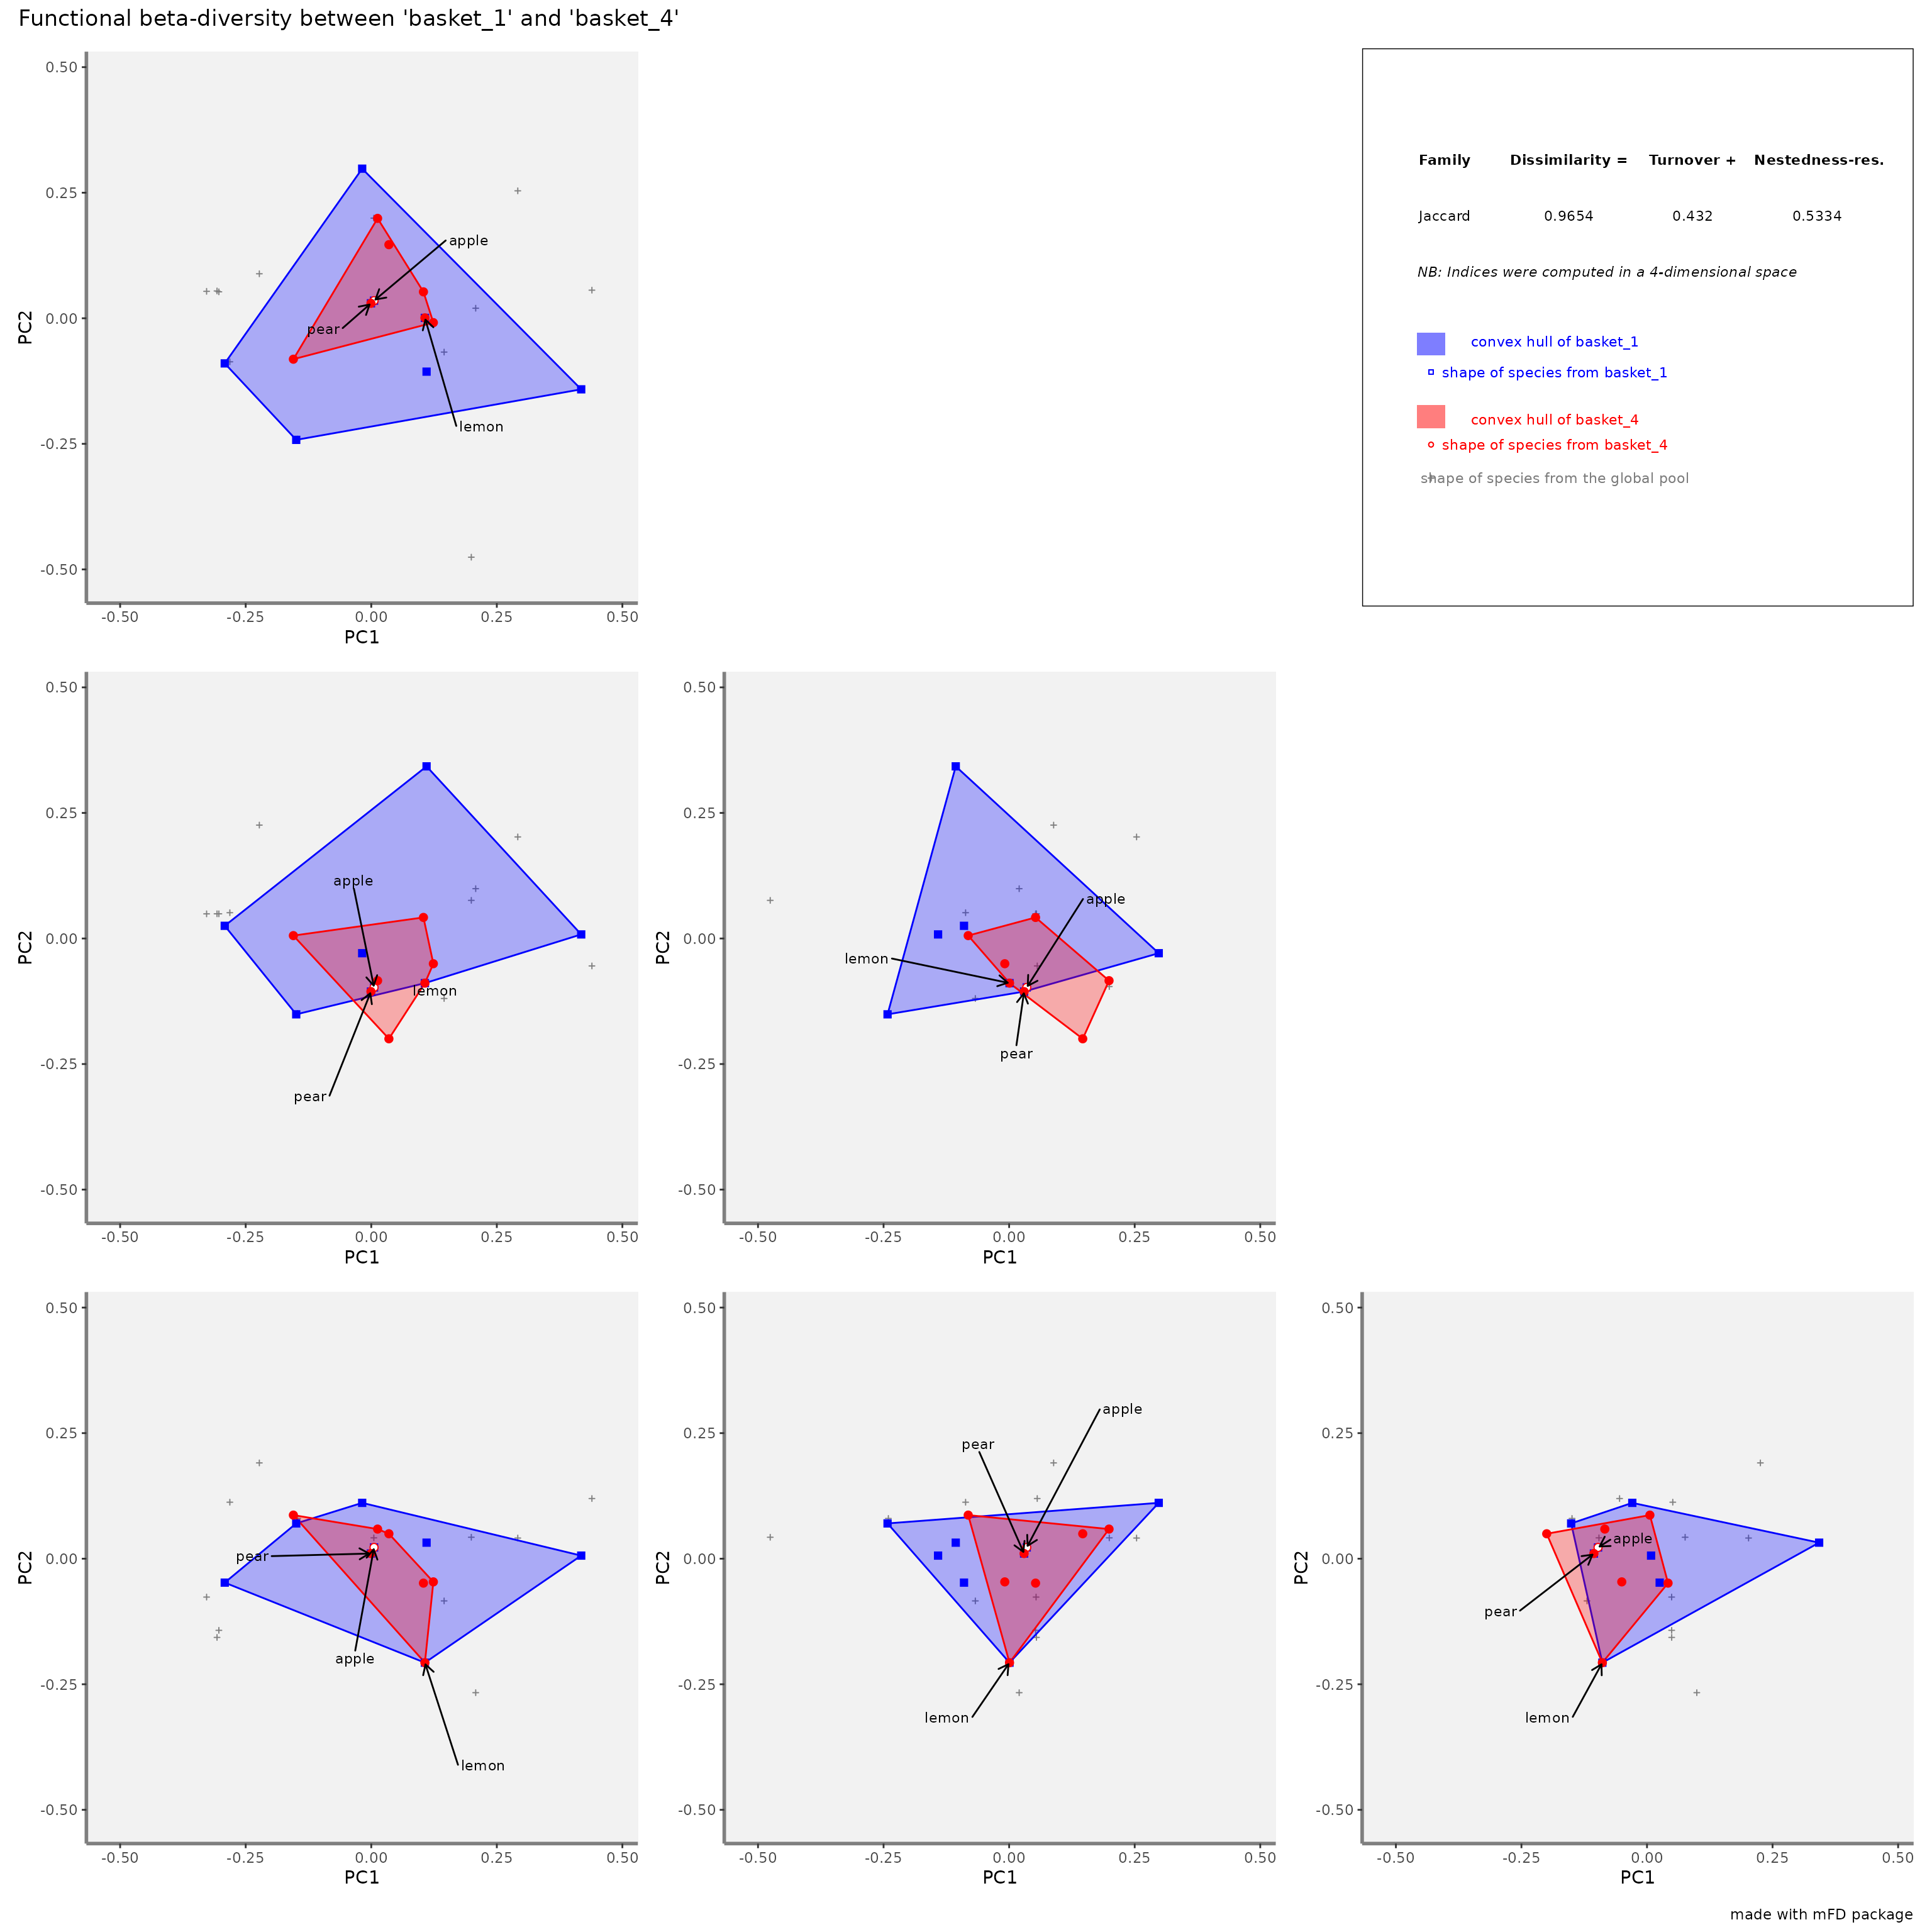 Functional beta-diversity between 'basket_1' and 'basket_4'
0.50
0.25
0.00
-0.25
-0.50
PC2
apple
pear
lemon
-0.50 -0.25 0.00 0.25 0.50
PC1
Family Dissimilarity = Turnover + Nestedness-res.
Jaccard 0.9654 0.432 0.5334
NB: Indices were computed in a 4-dimensional space
convex hull of basket_1
shape of species from basket_1
convex hull of basket_4
shape of species from basket_4
shape of species from the global pool
0.50
0.25
0.00
-0.25
-0.50
PC2
apple
lemon
pear
-0.50 -0.25 0.00 0.25 0.50
PC1
0.50
0.25
0.00
-0.25
-0.50
PC2
apple
lemon
pear
-0.50 -0.25 0.00 0.25 0.50
PC1
0.50
0.25
0.00
-0.25
-0.50
PC2
pear
apple
lemon
-0.50 -0.25 0.00 0.25 0.50
PC1
0.50
0.25
0.00
-0.25
-0.50
PC2
apple
pear
lemon
-0.50 -0.25 0.00 0.25 0.50
PC1
0.50
0.25
0.00
-0.25
-0.50
PC2
apple
pear
lemon
-0.50 -0.25 0.00 0.25 0.50
PC1
made with mFD package